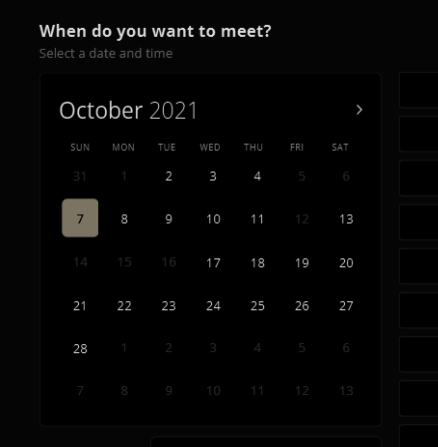 When do you want to meet?
Select a date and time
October 2021
SUN MON TUE WED THU FRI SAT
31 1 2 3 4 5 6
7 8 9 10 11 12 13
14 15 16 17 18 19 20
21 22 23 24 25 26 27
28 1 2 3 4 5 6
7 8 9 10 11 12 13